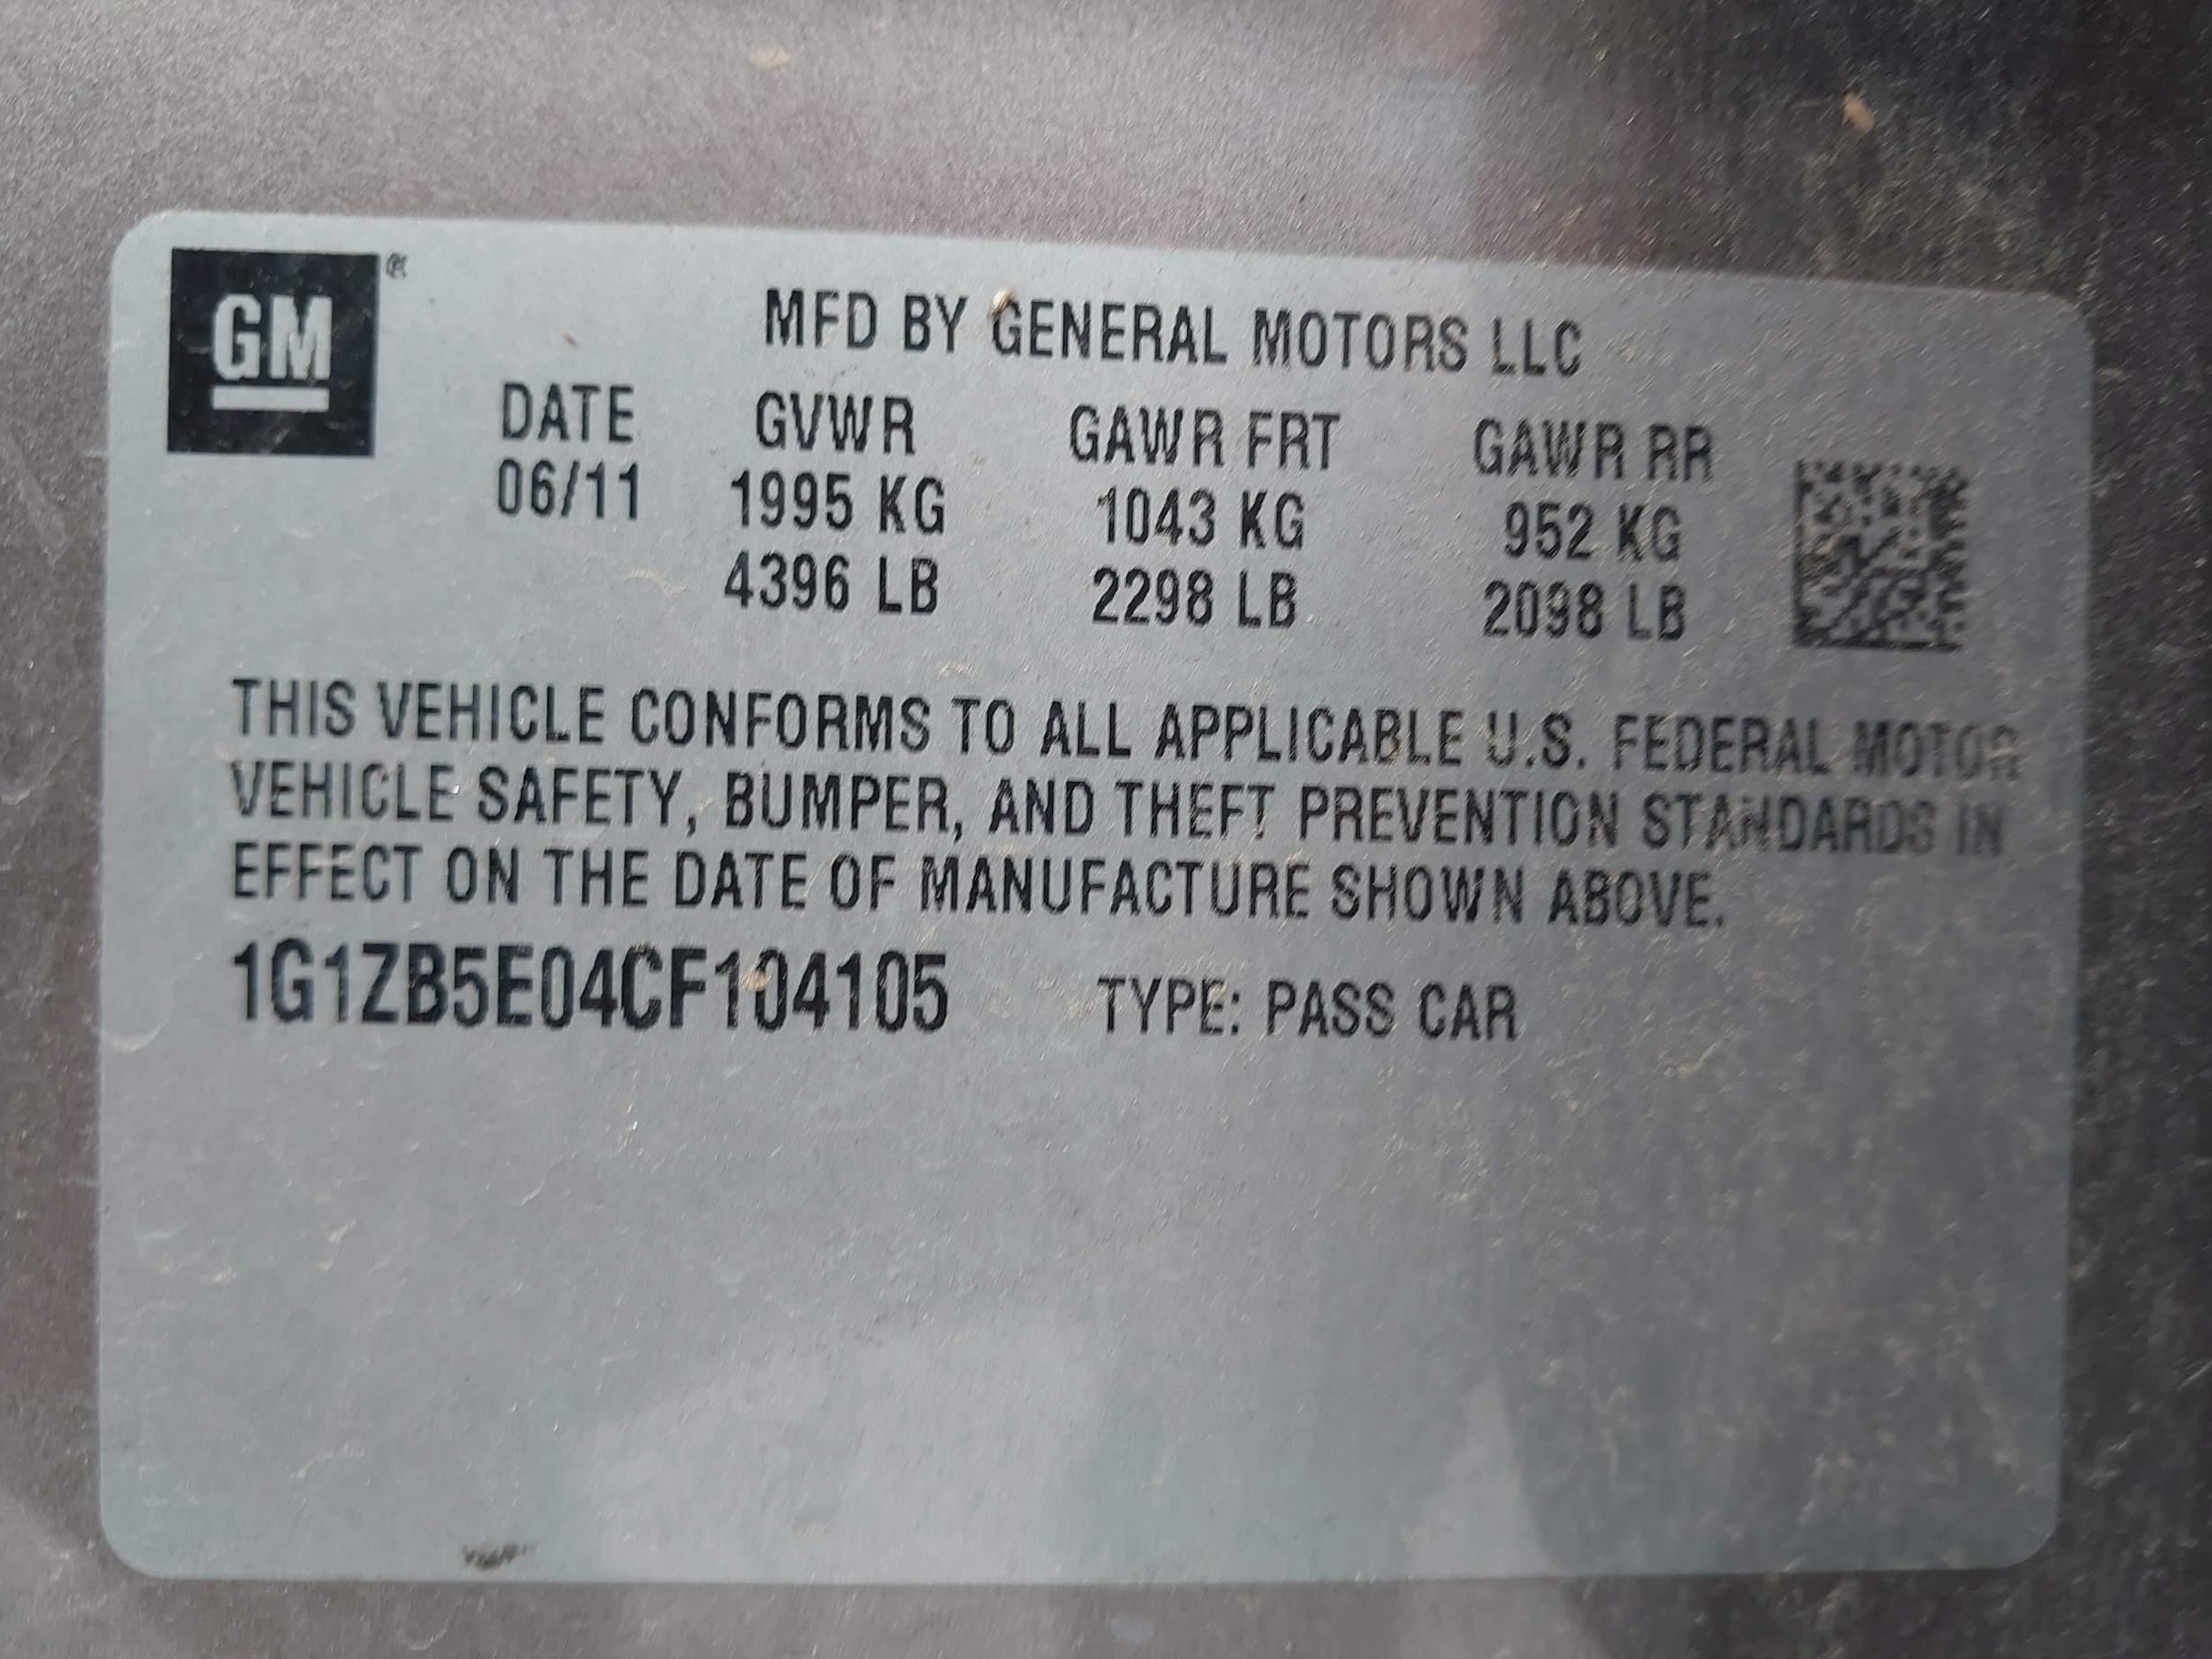 GM
MFD BY GENERAL MOTORS LLC
DATE GVWR GAWR FRT GAWR RR
06/11 1995 KG 1043 KG 952 KG
4396 LB 2298 LB 2098 LB
THIS VEHICLE CONFORMS TO ALL APPLICABLE U.S. FEDERAL MOTOR
VEHICLE SAFETY, BUMPER, AND THEFT PREVENTION STANDARDS IN
EFFECT ON THE DATE OF MANUFACTURE SHOWN ABOVE.
1G1ZB5E04CF104105 TYPE: PASS CAR